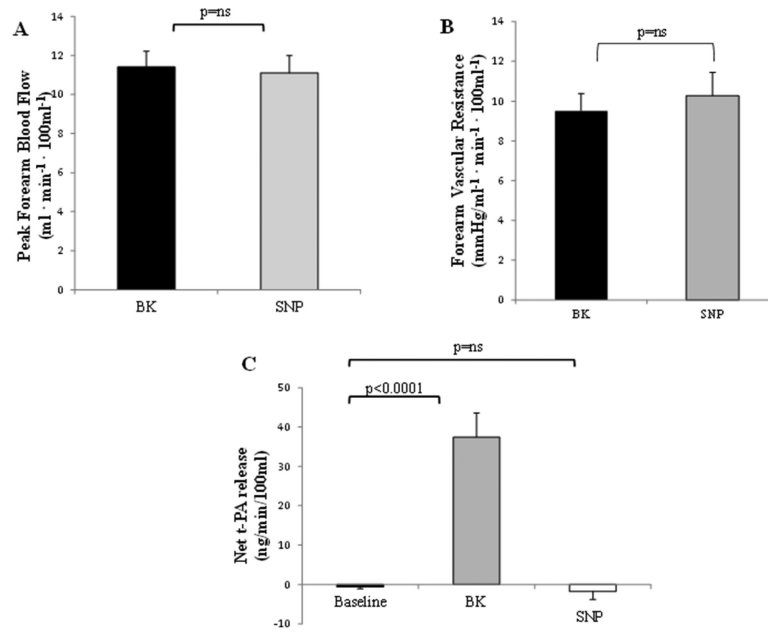 A
p=ns
Peak Forearm Blood Flow
(ml · min⁻¹ · 100ml⁻¹)
14
12
10
8
6
4
2
0
BK
SNP
B
p=ns
Forearm Vascular Resistance
(mmHg/ml⁻¹ · min⁻¹ · 100ml⁻¹)
14
12
10
8
6
4
2
0
BK
SNP
C
p=ns
p<0.0001
Net t-PA release
(ng/min/100ml)
50
40
30
20
10
0
-10
Baseline
BK
SNP